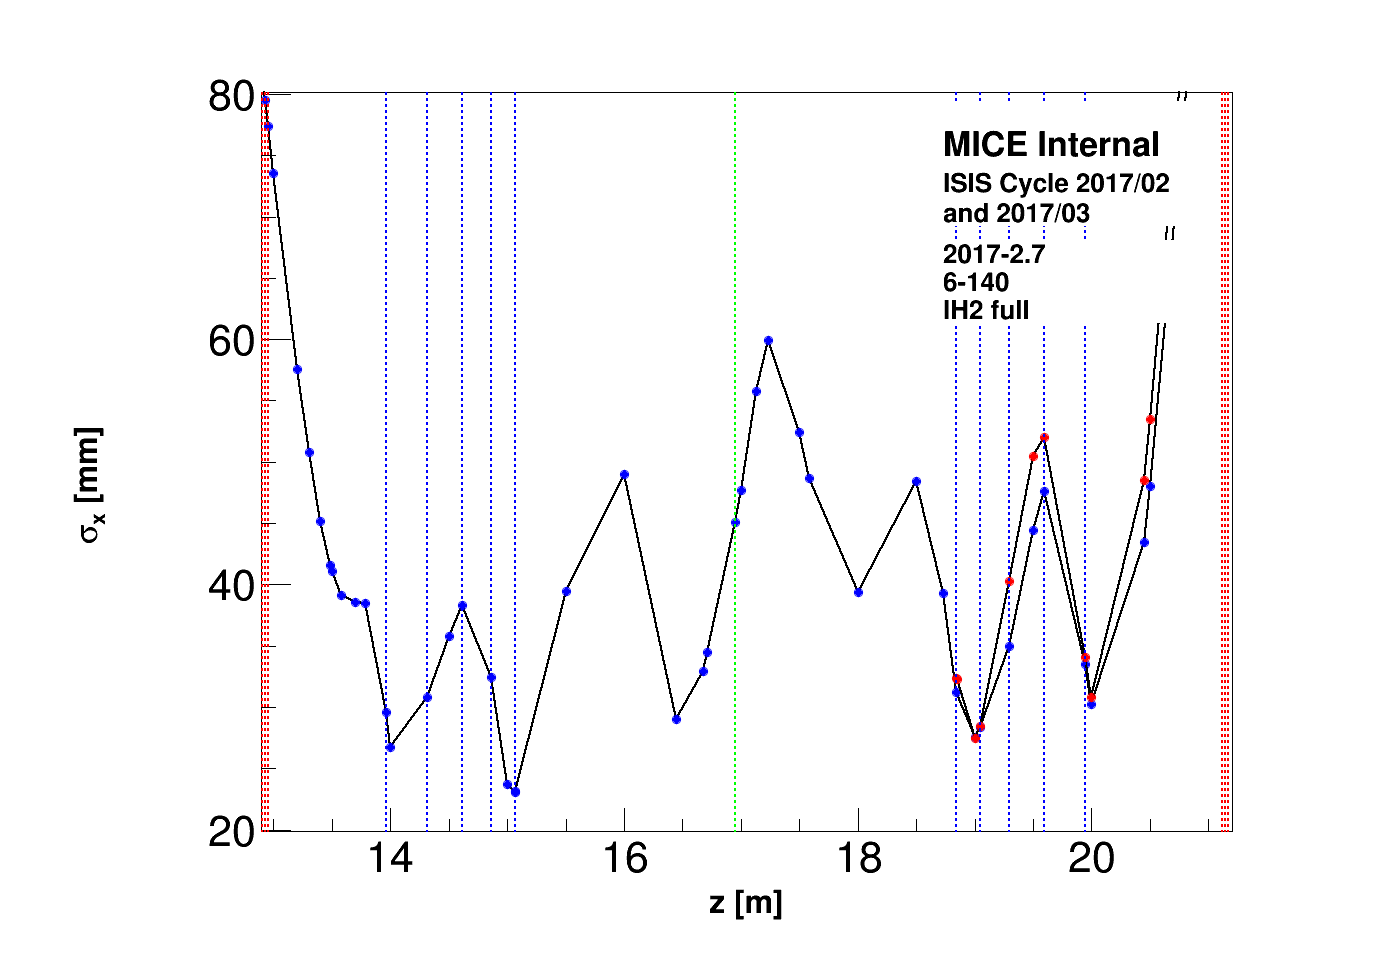 80
60
40
20
σx [mm]
MICE Internal
ISIS Cycle 2017/02
and 2017/03
2017-2.7
6-140
IH2 full
14 16 18 20
z [m]